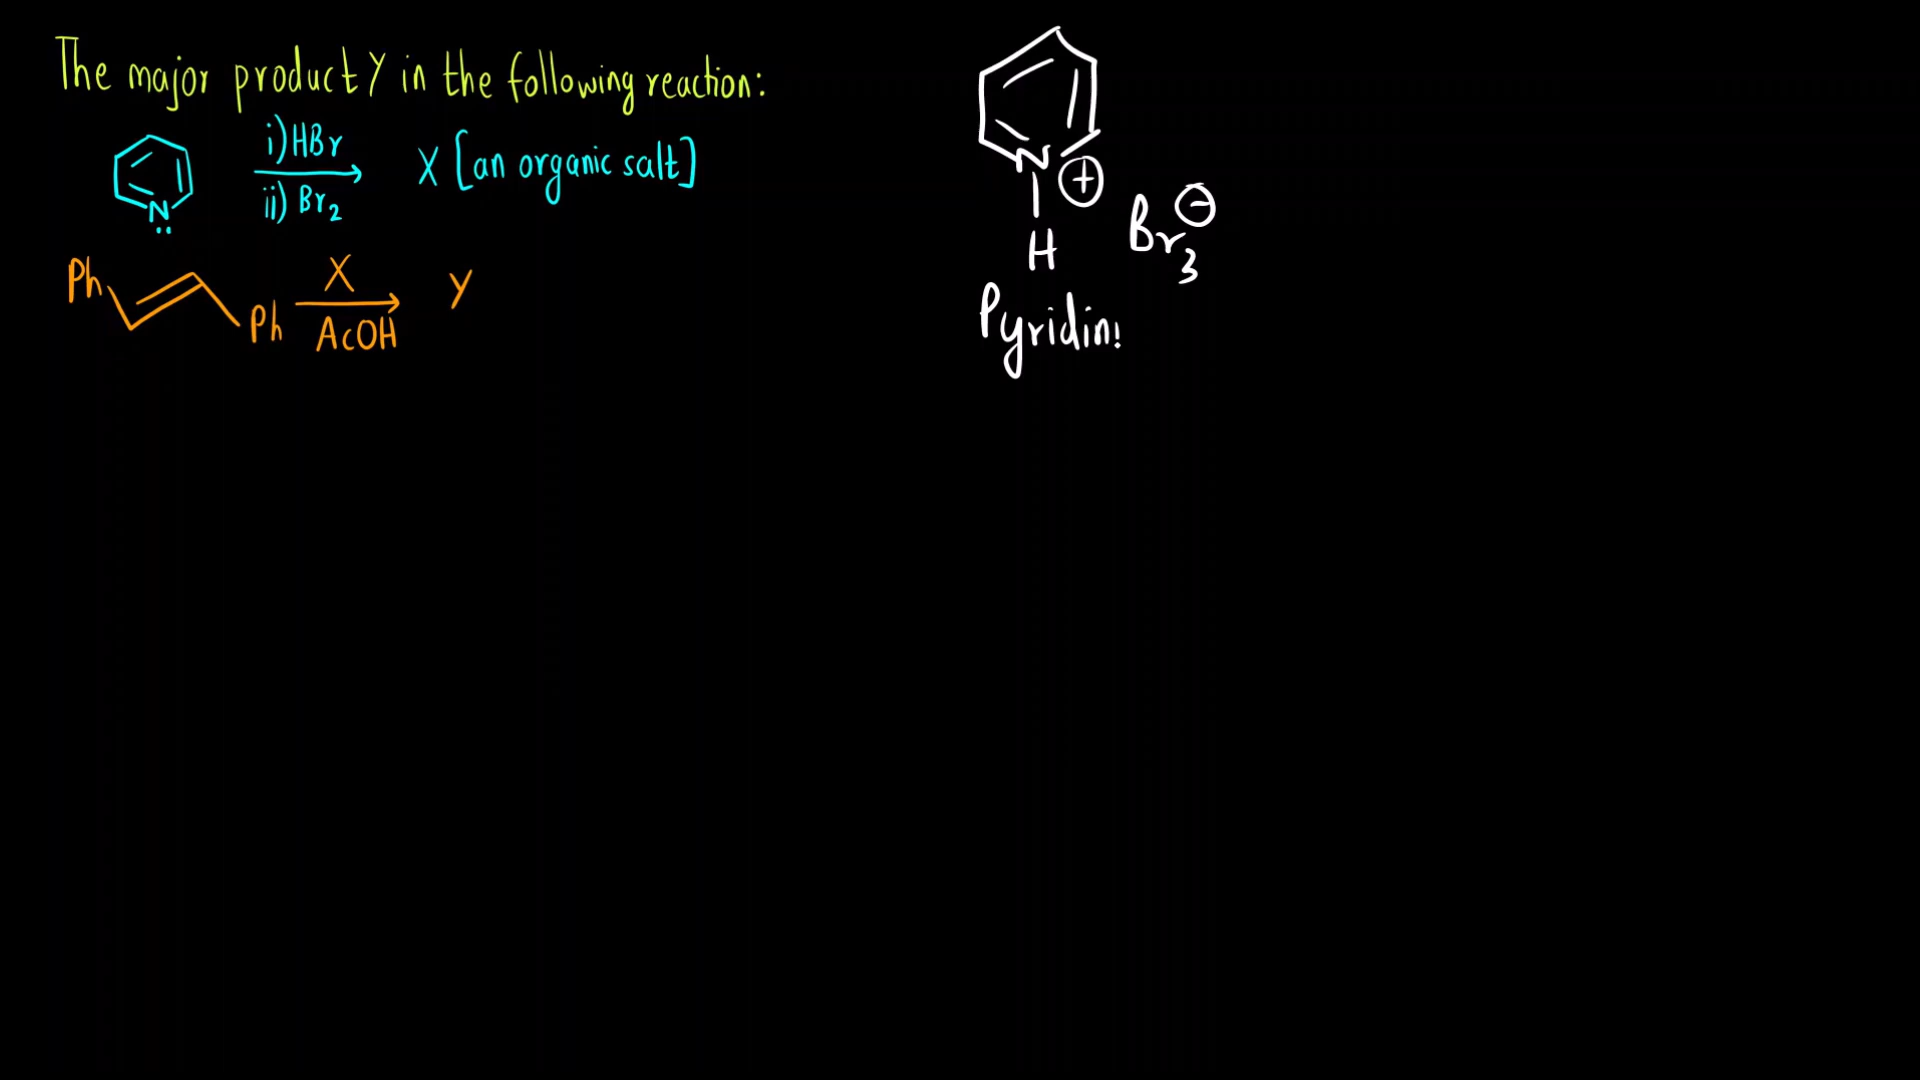 The major product Y in the following reaction:
i) HBr
ii) Br2
X [an organic salt]
N
Ph
Ph
X
AcOH
Y
N
+
H
Br3
-
Pyridin